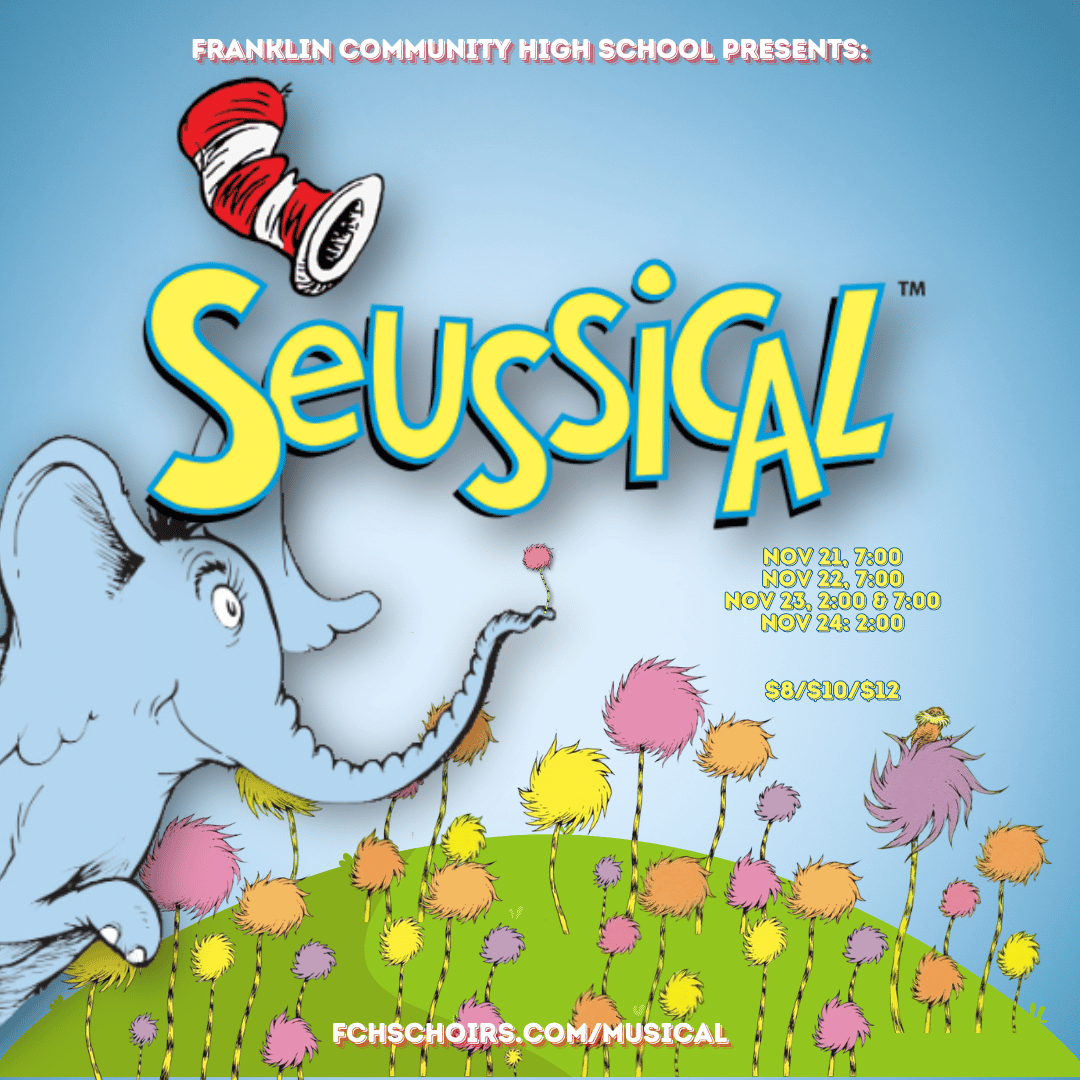 FRANKLIN COMMUNITY HIGH SCHOOL PRESENTS:
SEUSSICAL™
NOV 21, 7:00
NOV 22, 7:00
NOV 23, 2:00 & 7:00
NOV 24: 2:00
$8/$10/$12
FCHSCHOIRS.COM/MUSICAL